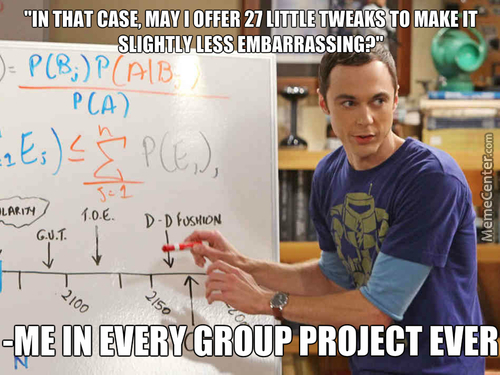 "IN THAT CASE, MAY I OFFER 27 LITTLE TWEAKS TO MAKE IT
SLIGHTLY LESS EMBARRASSING?"
P(B
) P(A|B
P(A)
E
) ≤ n Σ P(E
),
LARITY
G.U.T.
T.O.E.
D-D FUSHION
2100
2150
MemeCenter.com
-ME IN EVERY GROUP PROJECT EVER